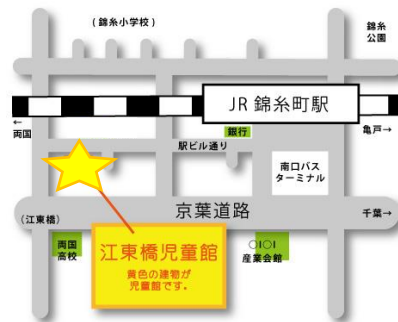 (錦糸小学校)
錦糸
公園
JR 錦糸町駅
←
両国
銀行
亀戸→
駅ビル通り
南口バス
ターミナル
京葉道路
(江東橋)
千葉→
両国
高校
江東橋児童館
黄色の建物が
児童館です。
○I○I
産業会館